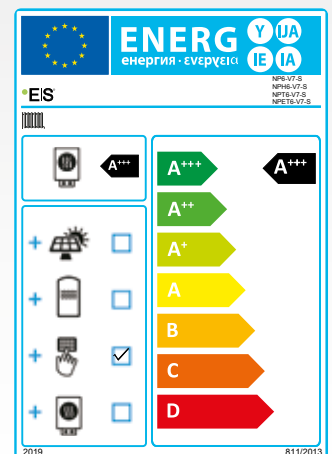 ENERG Y IJA
енергия · ενεργεια IE IA
NP6-V7-S
NPH6-V7-S
NPT6-V7-S
NPET6-V7-S
EIS
A+++
A+++ A+++
A++
A+
A
B
C
D
+
+
+
+
2019 811/2013